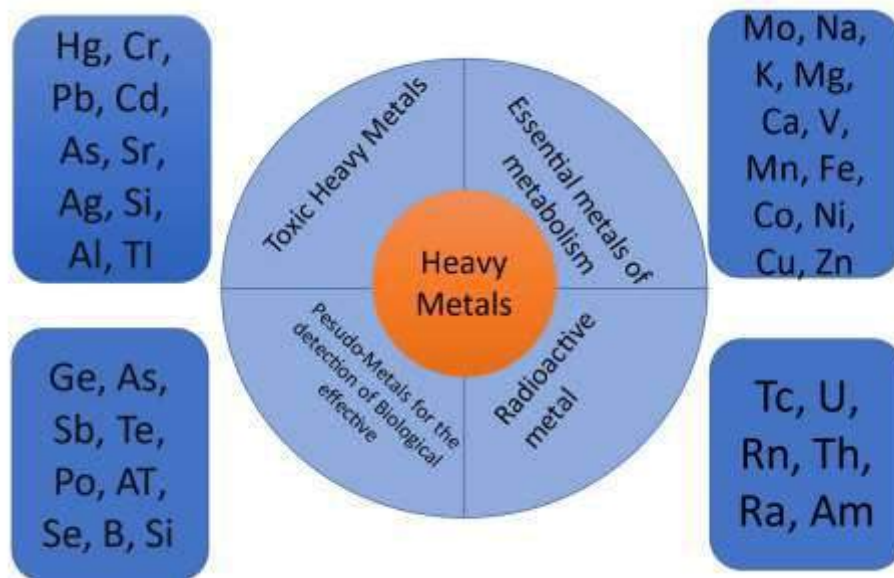 Hg, Cr,
Pb, Cd,
As, Sr,
Ag, Si,
Al, TI
Toxic Heavy Metals
Essential metals of
metabolism
Mo, Na,
K, Mg,
Ca, V,
Mn, Fe,
Co, Ni,
Cu, Zn
Heavy
Metals
Ge, As,
Sb, Te,
Po, AT,
Se, B, Si
Pesudo-Metals for the
detection of Biological
effective
Radioactive
metal
Tc, U,
Rn, Th,
Ra, Am